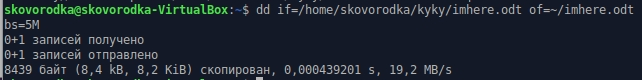 skovorodka@skovorodka-VirtualBox:~$ dd if=/home/skovorodka/kyky/imhere.odt of=~/imhere.odt
bs=5M
0+1 записей получено
0+1 записей отправлено
8439 байт (8,4 kB, 8,2 KiB) скопирован, 0,000439201 s, 19,2 MB/s